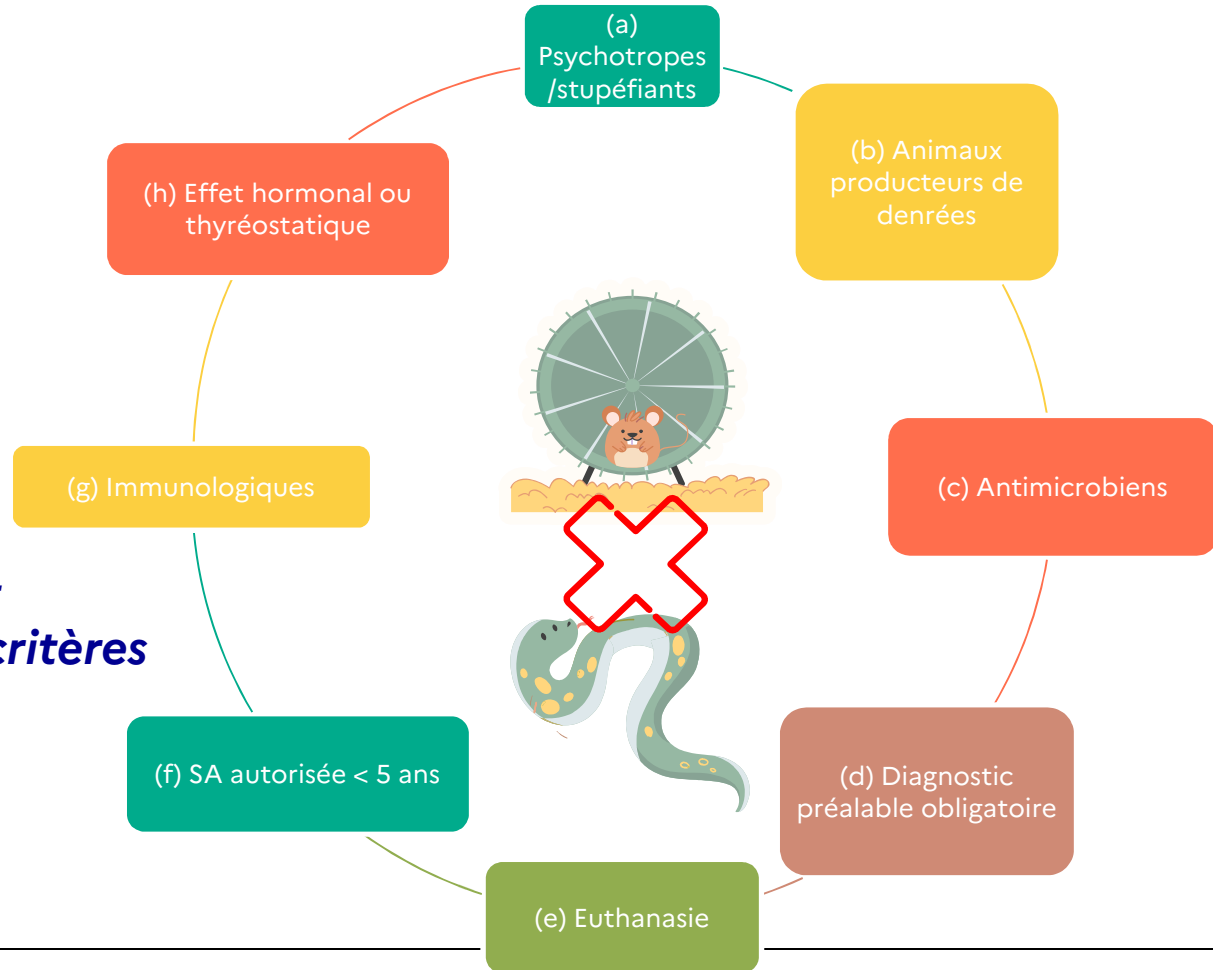 (a)
Psychotropes
/stupéfiants
(b) Animaux
producteurs de
denrées
(c) Antimicrobiens
(d) Diagnostic
préalable obligatoire
(e) Euthanasie
(f) SA autorisée < 5 ans
(g) Immunologiques
(h) Effet hormonal ou
thyréostatique
critères